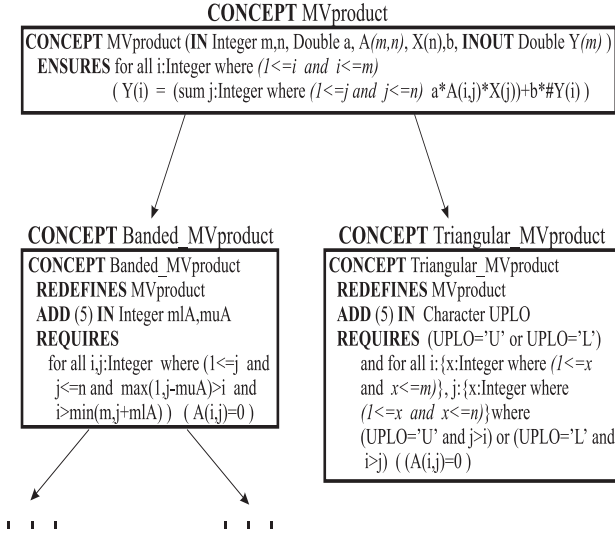 CONCEPT MVproduct
CONCEPT MVproduct (IN Integer m,n, Double a, A(m,n), X(n),b, INOUT Double Y(m) )
ENSURES for all i:Integer where (1<=i and i<=m)
( Y(i) = (sum j:Integer where (1<=j and j<=n) a*A(i,j)*X(j))+b*#Y(i) )
CONCEPT Banded_MVproduct
CONCEPT Banded_MVproduct
REDEFINES MVproduct
ADD (5) IN Integer mlA,muA
REQUIRES
for all i,j:Integer where (1<=j and
j<=n and max(1,j-muA)>i and
i>min(m,j+mlA) ) ( A(i,j)=0 )
CONCEPT Triangular_MVproduct
CONCEPT Triangular_MVproduct
REDEFINES MVproduct
ADD (5) IN Character UPLO
REQUIRES (UPLO='U' or UPLO='L')
and for all i:{x:Integer where (1<=x
and x<=m)}, j:{x:Integer where
(1<=x and x<=n)}where
(UPLO='U' and j>i) or (UPLO='L' and
i>j) ( (A(i,j)=0 )